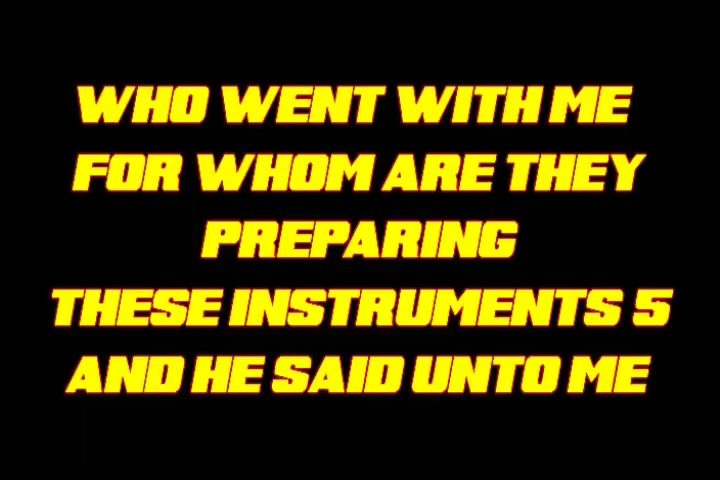 WHO WENT WITH ME
FOR WHOM ARE THEY
PREPARING
THESE INSTRUMENTS 5
AND HE SAID UNTO ME